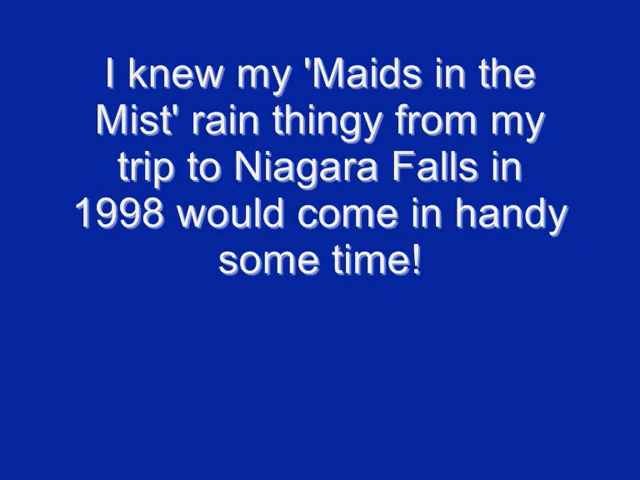 I knew my 'Maids in the
Mist' rain thingy from my
trip to Niagara Falls in
1998 would come in handy
some time!